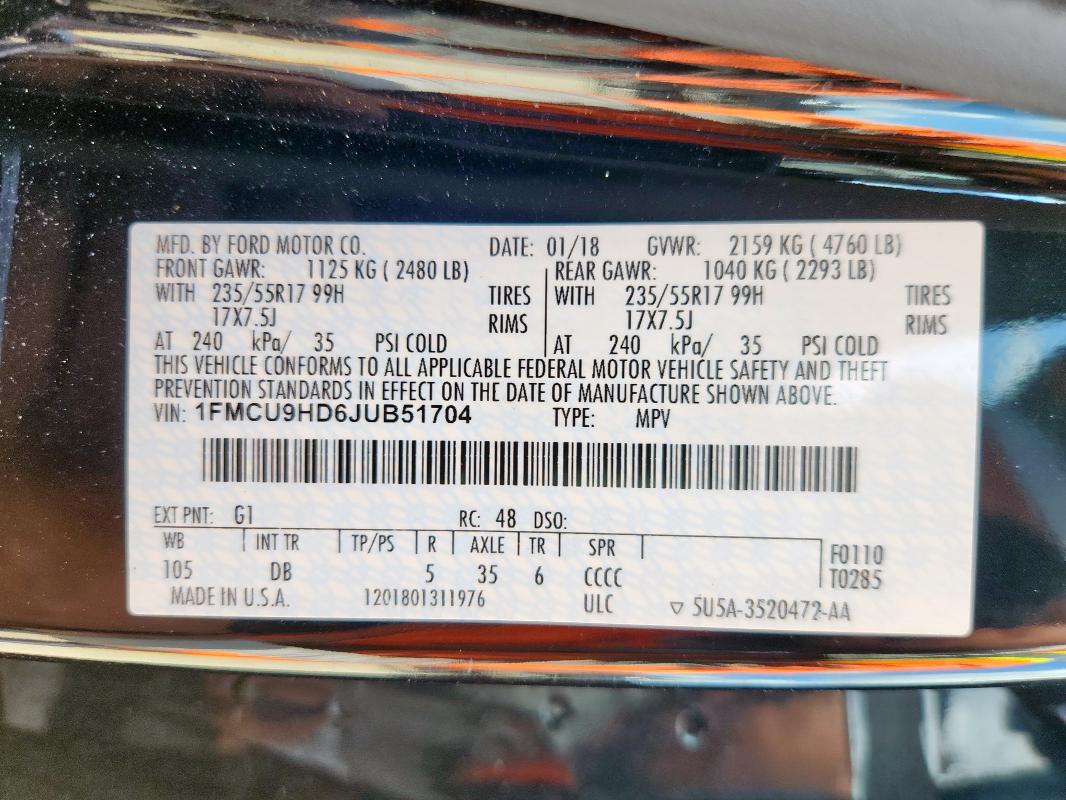 MFD. BY FORD MOTOR CO. DATE: 01/18 GVWR: 2159 KG ( 4760 LB)
FRONT GAWR: 1125 KG ( 2480 LB) REAR GAWR: 1040 KG ( 2293 LB)
WITH 235/55R17 99H TIRES WITH 235/55R17 99H TIRES
17X7.5J RIMS 17X7.5J RIMS
AT 240 kPa/ 35 PSI COLD AT 240 kPa/ 35 PSI COLD
THIS VEHICLE CONFORMS TO ALL APPLICABLE FEDERAL MOTOR VEHICLE SAFETY AND THEFT
PREVENTION STANDARDS IN EFFECT ON THE DATE OF MANUFACTURE SHOWN ABOVE.
VIN: 1FMCU9HD6JUB51704 TYPE: MPV
EXT PNT: G1 RC: 48 DSO:
WB INT TR TP/PS R AXLE TR SPR F0110
105 DB 5 35 6 CCCC T0285
MADE IN U.S.A. 1201801311976 ULC ▽ 5U5A-3520472-AA